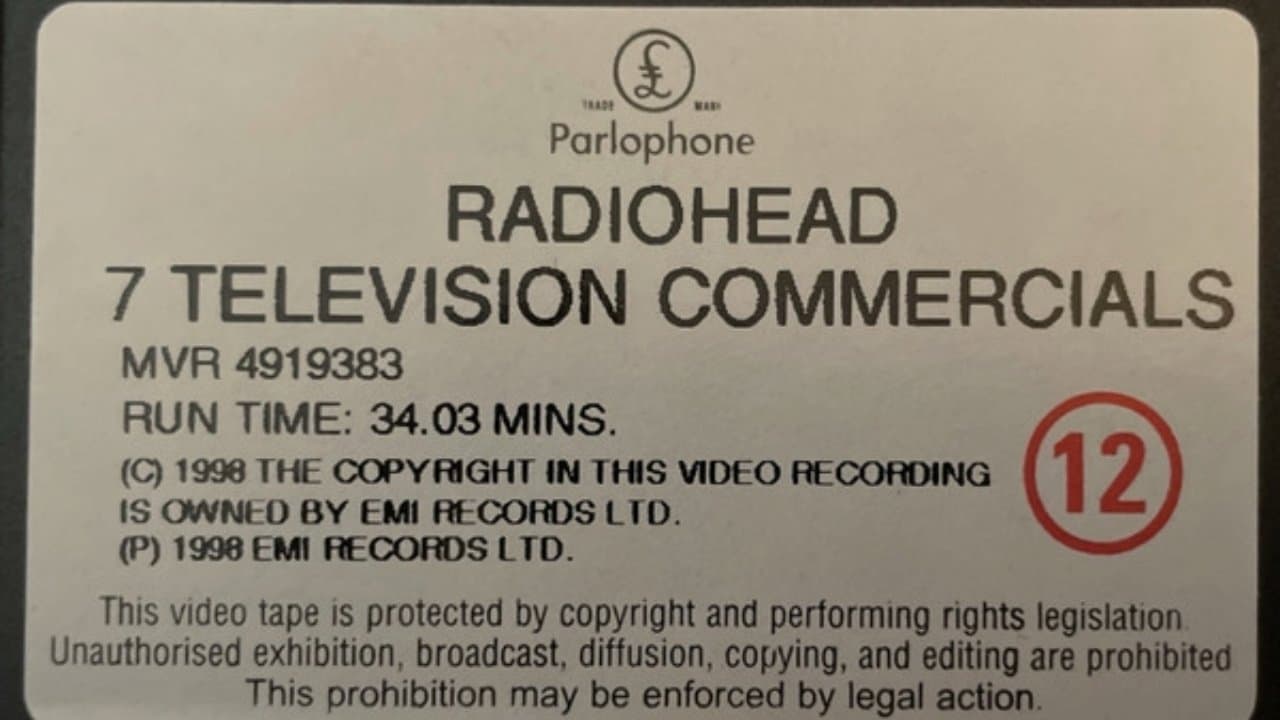 £
TRADE MARK
Parlophone
RADIOHEAD
7 TELEVISION COMMERCIALS
MVR 4919383
RUN TIME: 34.03 MINS.
(C) 1998 THE COPYRIGHT IN THIS VIDEO RECORDING
IS OWNED BY EMI RECORDS LTD.
(P) 1998 EMI RECORDS LTD.
12
This video tape is protected by copyright and performing rights legislation.
Unauthorised exhibition, broadcast, diffusion, copying, and editing are prohibited
This prohibition may be enforced by legal action.